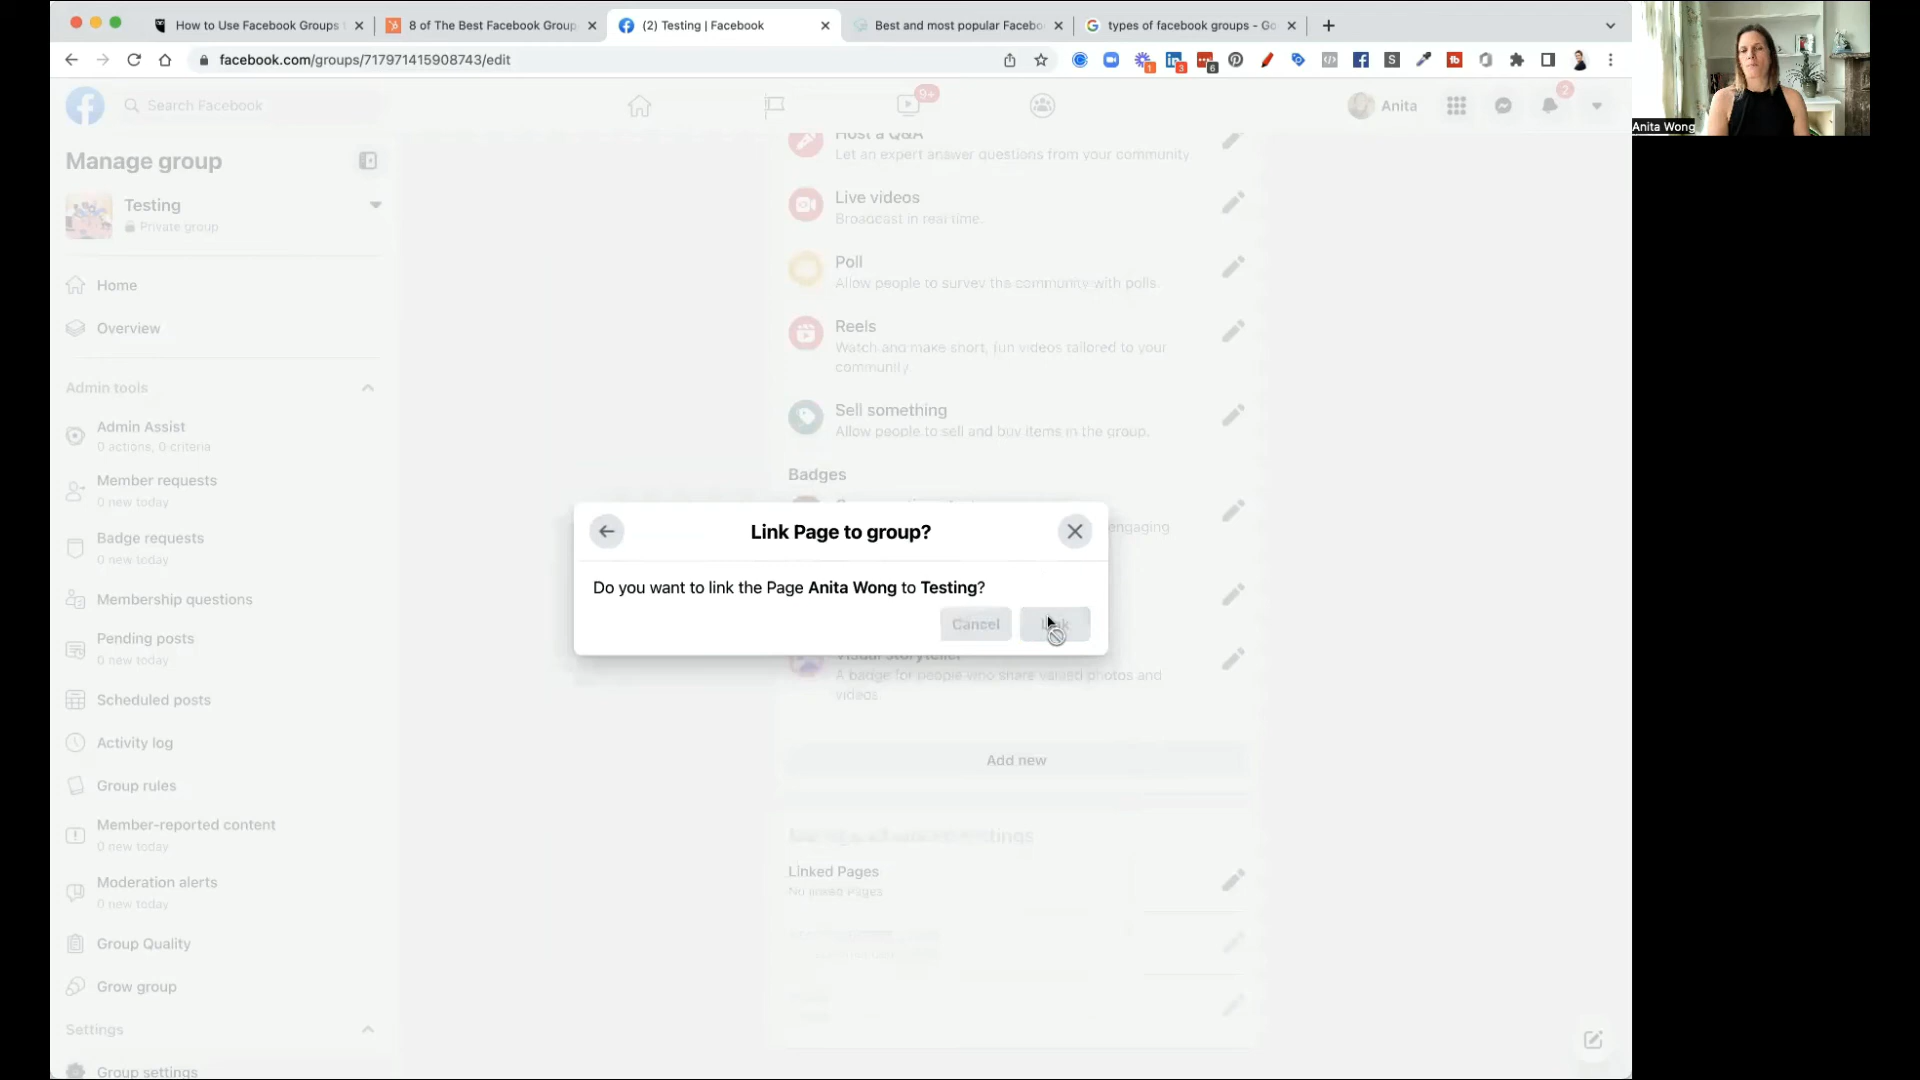 How to Use Facebook Groups
8 of The Best Facebook Group
(2) Testing | Facebook
Best and most popular Facebo
types of facebook groups - Go
facebook.com/groups/717971415908743/edit
1
3
6
Anita Wong
Search Facebook
9+
Anita
2
Manage group
Testing
Private group
Home
Overview
Admin tools
Admin Assist
0 actions, 0 criteria
Member requests
0 new today
Badge requests
0 new today
Membership questions
Pending posts
0 new today
Scheduled posts
Activity log
Group rules
Member-reported content
0 new today
Moderation alerts
0 new today
Group Quality
Grow group
Settings
Group settings
Host a Q&A
Let an expert answer questions from your community
Live videos
Broadcast in real time.
Poll
Allow people to survey the community with polls.
Reels
Watch and make short, fun videos tailored to your
community
Sell something
Allow people to sell and buy items in the group.
Badges
engaging
Link Page to group?
Do you want to link the Page Anita Wong to Testing?
Cancel
Visual storyteller
A badge for people who share valued photos and
videos.
Add new
Linked Pages
No linked Pages